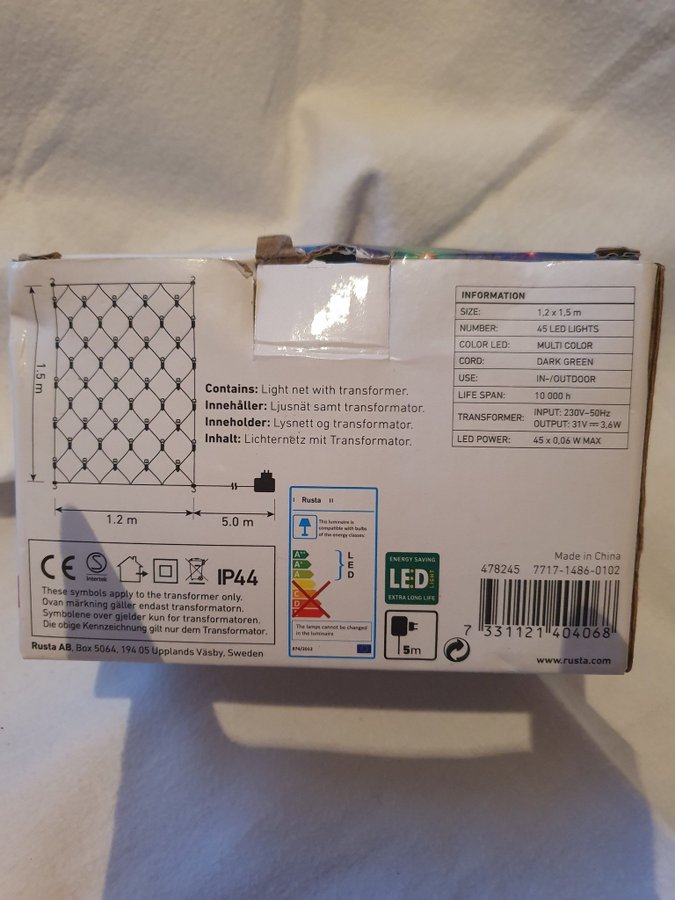 1.5 m
1.2 m
5.0 m
Contains: Light net with transformer.
Innehåller: Ljusnät samt transformator.
Inneholder: Lysnett og transformator.
Inhalt: Lichternetz mit Transformator.
INFORMATION
SIZE: 1,2 x 1,5 m
NUMBER: 45 LED LIGHTS
COLOR LED: MULTI COLOR
CORD: DARK GREEN
USE: IN-/OUTDOOR
LIFE SPAN: 10 000 h
TRANSFORMER: INPUT: 230V~50Hz
OUTPUT: 31V ⎓ 3,6W
LED POWER: 45 x 0,06 W MAX
CE
S
Intertek
IP44
These symbols apply to the transformer only.
Ovan märkning gäller endast transformatorn.
Symbolene over gjelder kun for transformatoren.
Die obige Kennzeichnung gilt nur dem Transformator.
Rusta AB, Box 5064, 194 05 Upplands Väsby, Sweden
Rusta
This luminaire is
compatible with bulbs
of the energy classes:
A++
A+
A
B
C
D
E
L
E
D
The lamps cannot be changed
in the luminaire
874/2012
ENERGY SAVING
LED LIGHT
EXTRA LONG LIFE
5m
Made in China
478245 7717-1486-0102
7 331121 404068
www.rusta.com